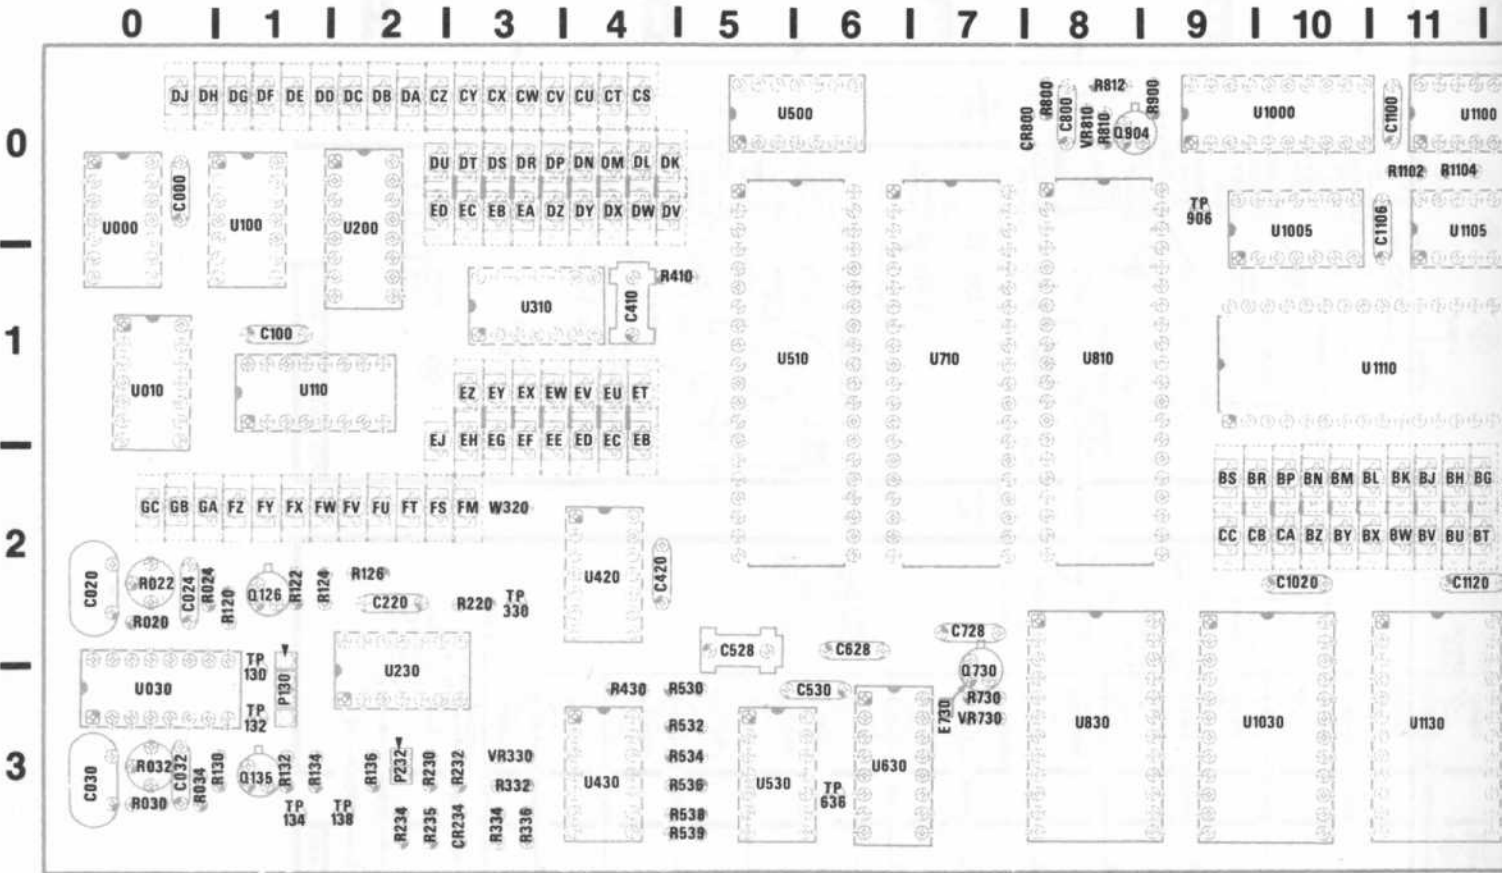 0 1 2 3 4 5 6 7 8 9 10 11
0
1
2
3
DJ DH DG DF DE DD DC DB DA CZ CY CX CW CV CU CT CS
U500
CR800 R800 C800 R812 VR810 R810 Q904 R900
U1000 C1100 U1100
DU DT DS DR DP DN DM DL DK
R1102 R1104
ED EC EB EA DZ DY DX DW DV
U000 C000 U100 U200
TP 906
U1005 C1106 U1105
U310 C410 R410
C100
U010 U110
U510 U710 U810 U1110
EZ EY EX EW EV EU ET
EJ EH EG EF EE ED EC EB
BS BR BP BN BM BL BK BJ BH BG
GC GB GA FZ FY FX FW FV FU FT FS FM W320
CC CB CA BZ BY BX BW BV BU BT
C020 R022 R020 C024 R024 R120 Q126 R122 R124 R126 C220 R220
TP 330
U420 C420
C1020 C1120
C528 C628 C728
U030
TP 130
TP 132
P130 U230
R430 R530 C530
Q730
R730
VR730
E730
R532
R534
R536
R538
R539
U830 U1030 U1130
C030 R032 R030 C032 R034 R130 Q135 R132 R134
TP 134
TP 138
R136 P232 R230 R232
R234 R235 CR234
VR330
R332
R334 R336
U430 U530
TP 636
U630